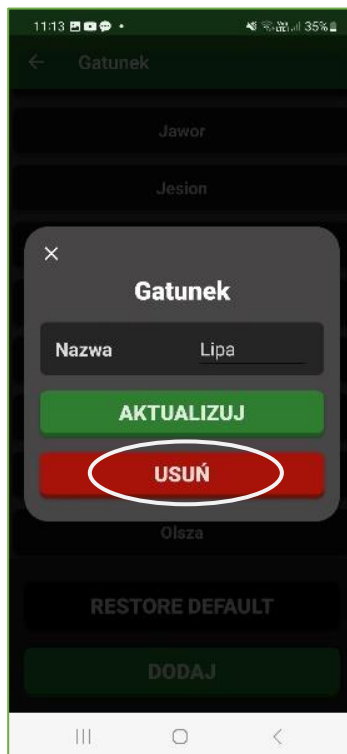 11:13 35%
Gatunek
Jawor
Jesion
Gatunek
Nazwa Lipa
AKTUALIZUJ
USUŃ
Olsza
RESTORE DEFAULT
DODAJ